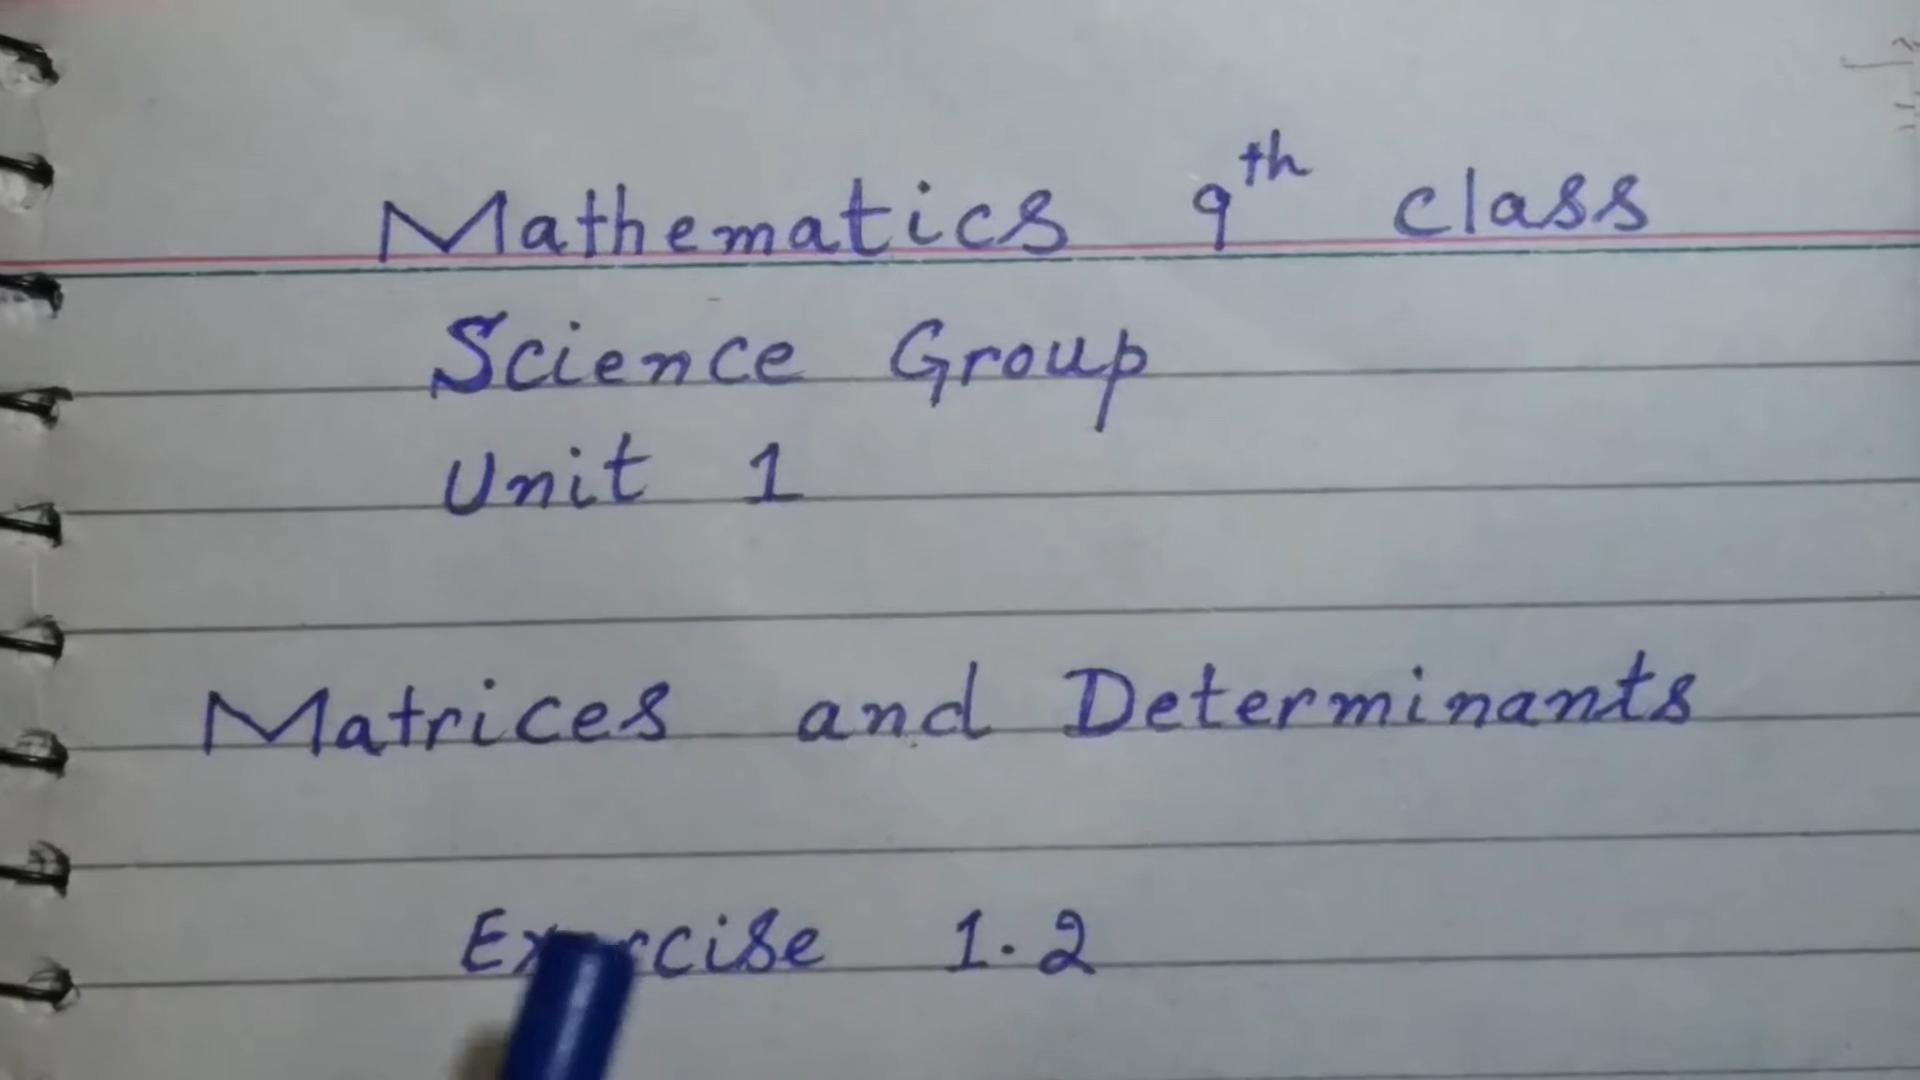 Mathematics 9th class
Science Group
Unit 1
Matrices and Determinants
Exercise 1.2